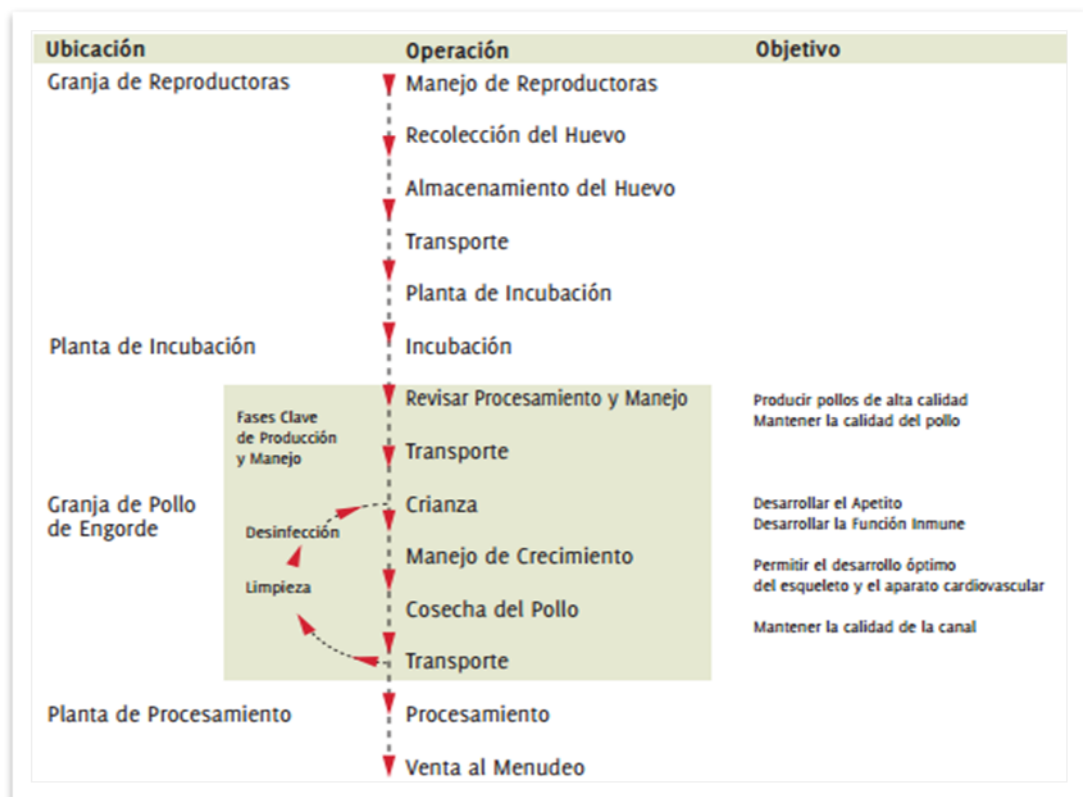 Ubicación Operación Objetivo
Granja de Reproductoras Manejo de Reproductoras
Recolección del Huevo
Almacenamiento del Huevo
Transporte
Planta de Incubación
Planta de Incubación Incubación
Revisar Procesamiento y Manejo Producir pollos de alta calidad
Mantener la calidad del pollo
Fases Clave
de Producción
y Manejo
Transporte
Granja de Pollo
de Engorde
Crianza Desarrollar el Apetito
Desarrollar la Función Inmune
Desinfección
Manejo de Crecimiento Permitir el desarrollo óptimo
del esqueleto y el aparato cardiovascular
Limpieza
Cosecha del Pollo Mantener la calidad de la canal
Transporte
Planta de Procesamiento Procesamiento
Venta al Menudeo